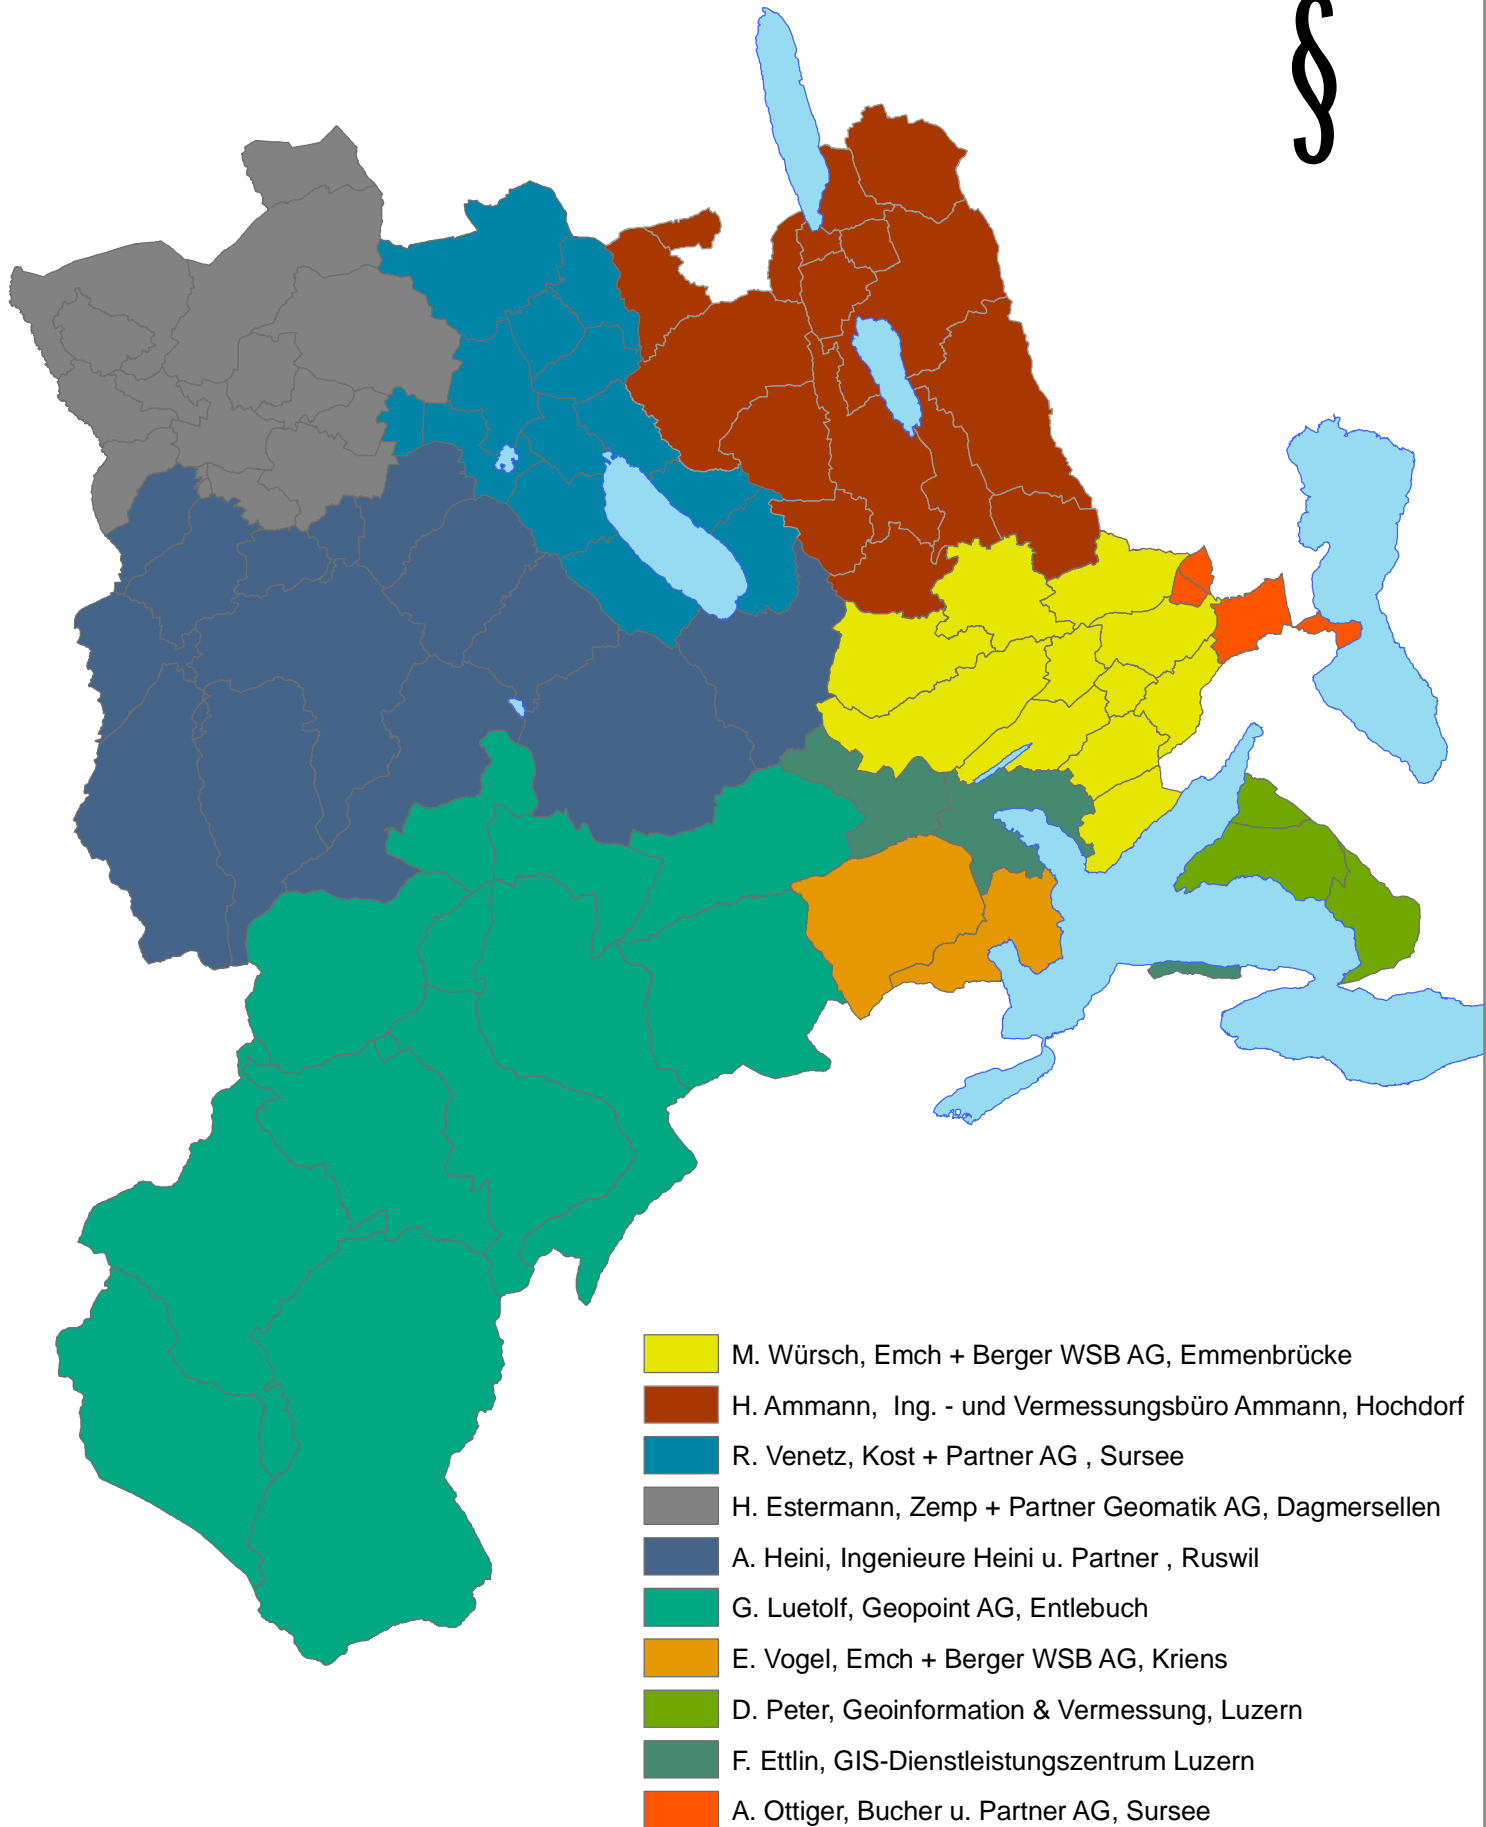 §
M. Würsch, Emch + Berger WSB AG, Emmenbrücke
H. Ammann, Ing. - und Vermessungsbüro Ammann, Hochdorf
R. Venetz, Kost + Partner AG , Sursee
H. Estermann, Zemp + Partner Geomatik AG, Dagmersellen
A. Heini, Ingenieure Heini u. Partner , Ruswil
G. Luetolf, Geopoint AG, Entlebuch
E. Vogel, Emch + Berger WSB AG, Kriens
D. Peter, Geoinformation & Vermessung, Luzern
F. Ettlin, GIS-Dienstleistungszentrum Luzern
A. Ottiger, Bucher u. Partner AG, Sursee